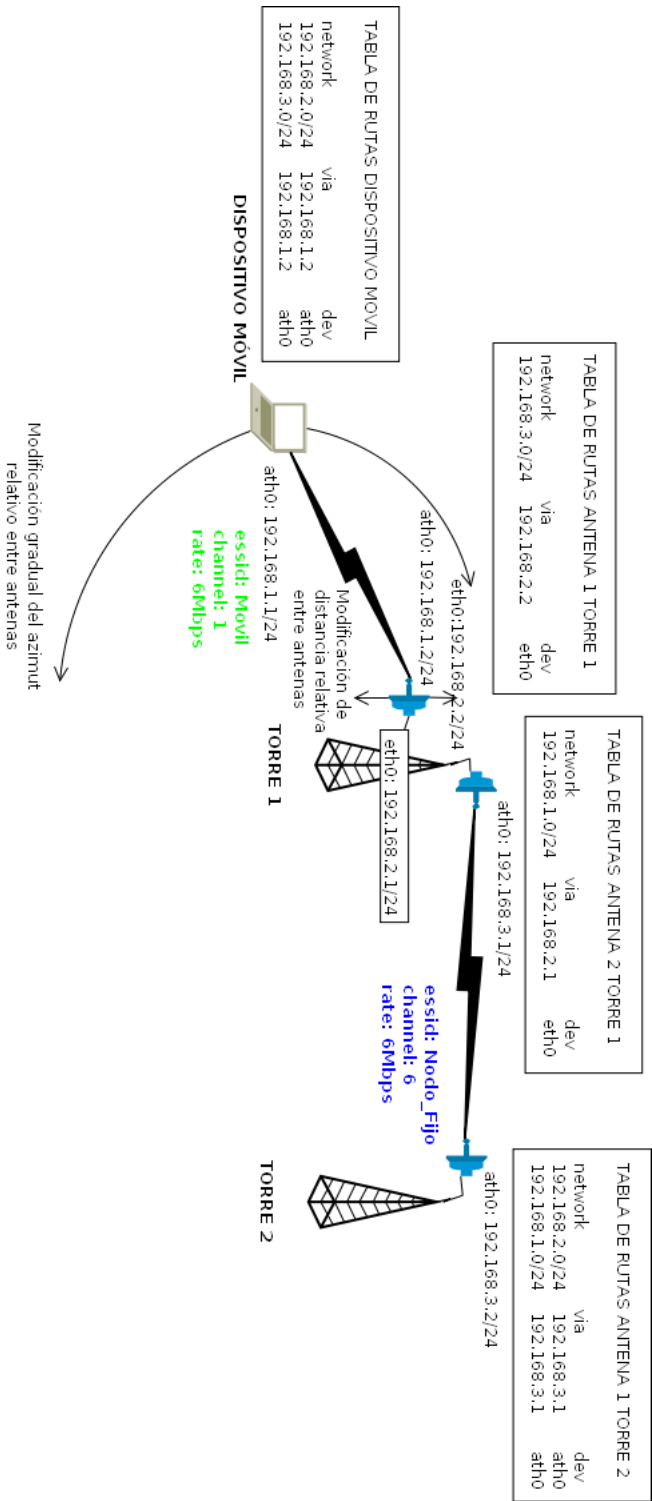 TABLA DE RUTAS DISPOSITIVO MOVIL
network via dev
192.168.2.0/24 192.168.1.2 ath0
192.168.3.0/24 192.168.1.2 ath0
TABLA DE RUTAS ANTENA 1 TORRE 1
network via dev
192.168.3.0/24 192.168.2.2 eth0
TABLA DE RUTAS ANTENA 2 TORRE 1
network via dev
192.168.1.0/24 192.168.2.1 eth0
TABLA DE RUTAS ANTENA 1 TORRE 2
network via dev
192.168.2.0/24 192.168.3.1 ath0
192.168.1.0/24 192.168.3.1 ath0
DISPOSITIVO MÓVIL
ath0: 192.168.1.1/24
essid: Movil
channel: 1
rate: 6Mbps
Modificación gradual del azimut
relativo entre antenas
eth0:192.168.2.2/24
ath0: 192.168.1.2/24
Modificación de
distancia relativa
entre antenas
eth0: 192.168.2.1/24
TORRE 1
ath0: 192.168.3.1/24
essid: Nodo_Fijo
channel: 6
rate: 6Mbps
ath0: 192.168.3.2/24
TORRE 2